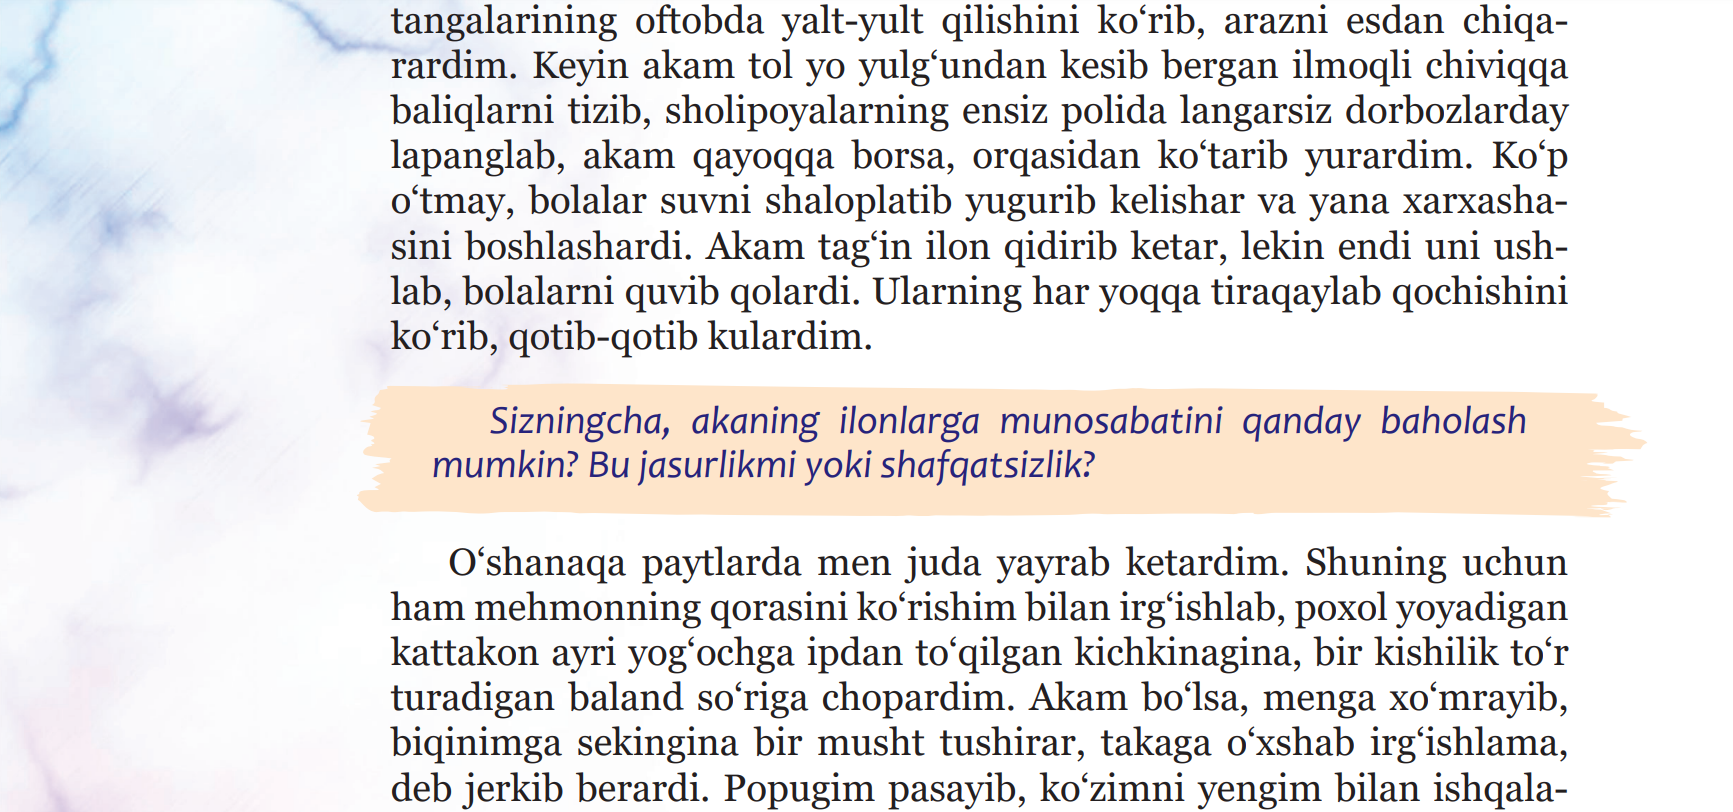 tangalarining oftobda yalt-yult qilishini ko‘rib, arazni esdan chiqa-
rardim. Keyin akam tol yo yulg‘undan kesib bergan ilmoqli chiviqqa
baliqlarni tizib, sholipoyalarning ensiz polida langarsiz dorbozlarday
lapanglab, akam qayoqqa borsa, orqasidan ko‘tarib yurardim. Ko‘p
o‘tmay, bolalar suvni shaloplatib yugurib kelishar va yana xarxasha-
sini boshlashardi. Akam tag‘in ilon qidirib ketar, lekin endi uni ush-
lab, bolalarni quvib qolardi. Ularning har yoqqa tiraqaylab qochishini
ko‘rib, qotib-qotib kulardim.
Sizningcha, akaning ilonlarga munosabatini qanday baholash
mumkin? Bu jasurlikmi yoki shafqatsizlik?
O‘shanaqa paytlarda men juda yayrab ketardim. Shuning uchun
ham mehmonning qorasini ko‘rishim bilan irg‘ishlab, poxol yoyadigan
kattakon ayri yog‘ochga ipdan to‘qilgan kichkinagina, bir kishilik to‘r
turadigan baland so‘riga chopardim. Akam bo‘lsa, menga xo‘mrayib,
biqinimga sekingina bir musht tushirar, takaga o‘xshab irg‘ishlama,
deb jerkib berardi. Popugim pasayib, ko‘zimni yengim bilan ishqala-